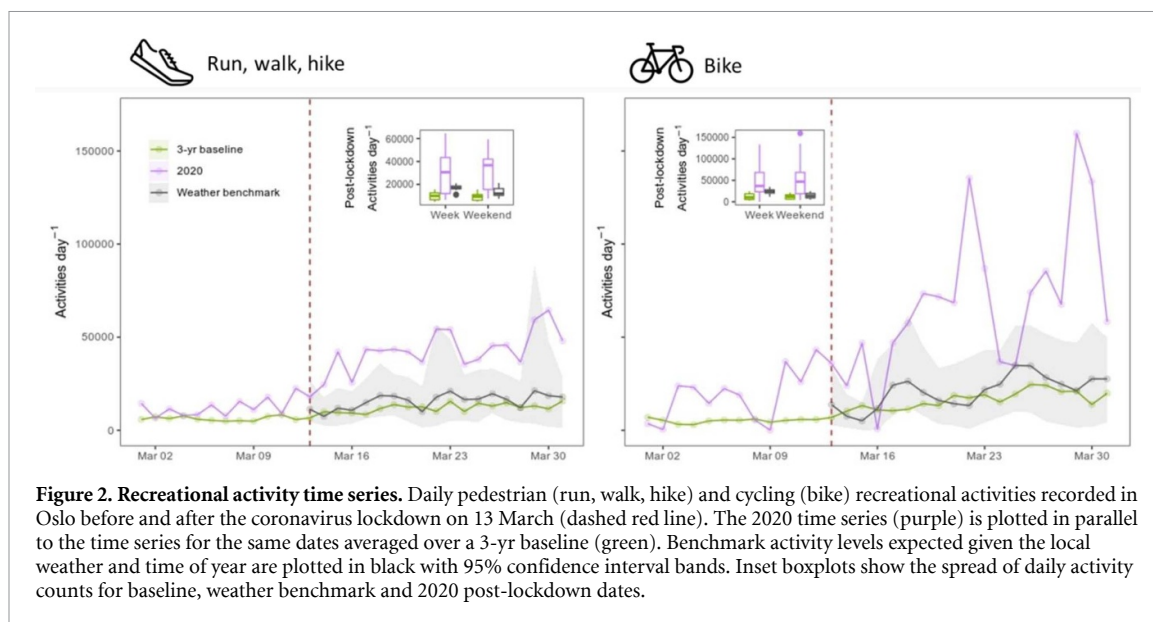 Run, walk, hike
Bike
3-yr baseline
2020
Weather benchmark
Post-lockdown
Activities day⁻¹
60000
40000
20000
Week Weekend
Activities day⁻¹
150000
100000
50000
0
Mar 02 Mar 09 Mar 16 Mar 23 Mar 30
Post-lockdown
Activities day⁻¹
150000
100000
50000
0
Week Weekend
Activities day⁻¹
Mar 02 Mar 09 Mar 16 Mar 23 Mar 30
Figure 2. Recreational activity time series. Daily pedestrian (run, walk, hike) and cycling (bike) recreational activities recorded in
Oslo before and after the coronavirus lockdown on 13 March (dashed red line). The 2020 time series (purple) is plotted in parallel
to the time series for the same dates averaged over a 3-yr baseline (green). Benchmark activity levels expected given the local
weather and time of year are plotted in black with 95% confidence interval bands. Inset boxplots show the spread of daily activity
counts for baseline, weather benchmark and 2020 post-lockdown dates.